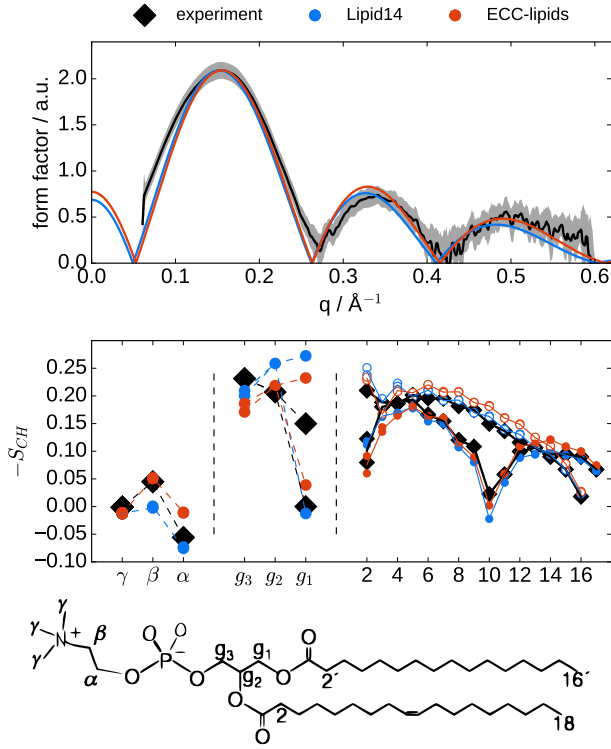 experiment Lipid14 ECC-lipids
2.0
1.5
1.0
0.5
0.0
form factor / a.u.
0.0 0.1 0.2 0.3 0.4 0.5 0.6
q / Å⁻¹
0.25
0.20
0.15
0.10
0.05
0.00
−0.05
−0.10
−S_CH
γ β α g₃ g₂ g₁ 2 4 6 8 10 12 14 16
γ O O
γ N + β P − g₃ g₁ O
γ α O O g₂ O 2´ 16´
O 2 18
O